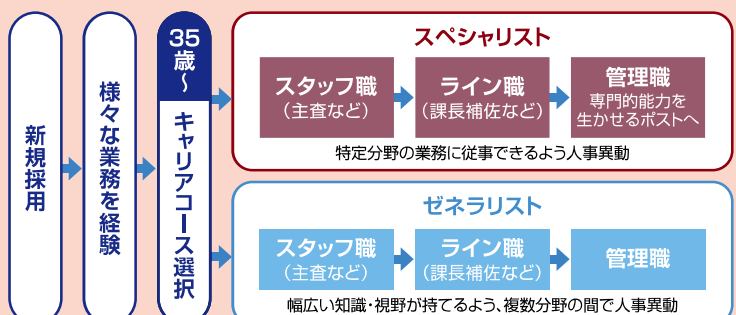 新規採用
様々な業務を経験
35歳〜
キャリアコース選択
スペシャリスト
スタッフ職
（主査など）
ライン職
（課長補佐など）
管理職
専門的能力を
生かせるポストへ
特定分野の業務に従事できるよう人事異動
ゼネラリスト
スタッフ職
（主査など）
ライン職
（課長補佐など）
管理職
幅広い知識・視野が持てるよう、複数分野の間で人事異動